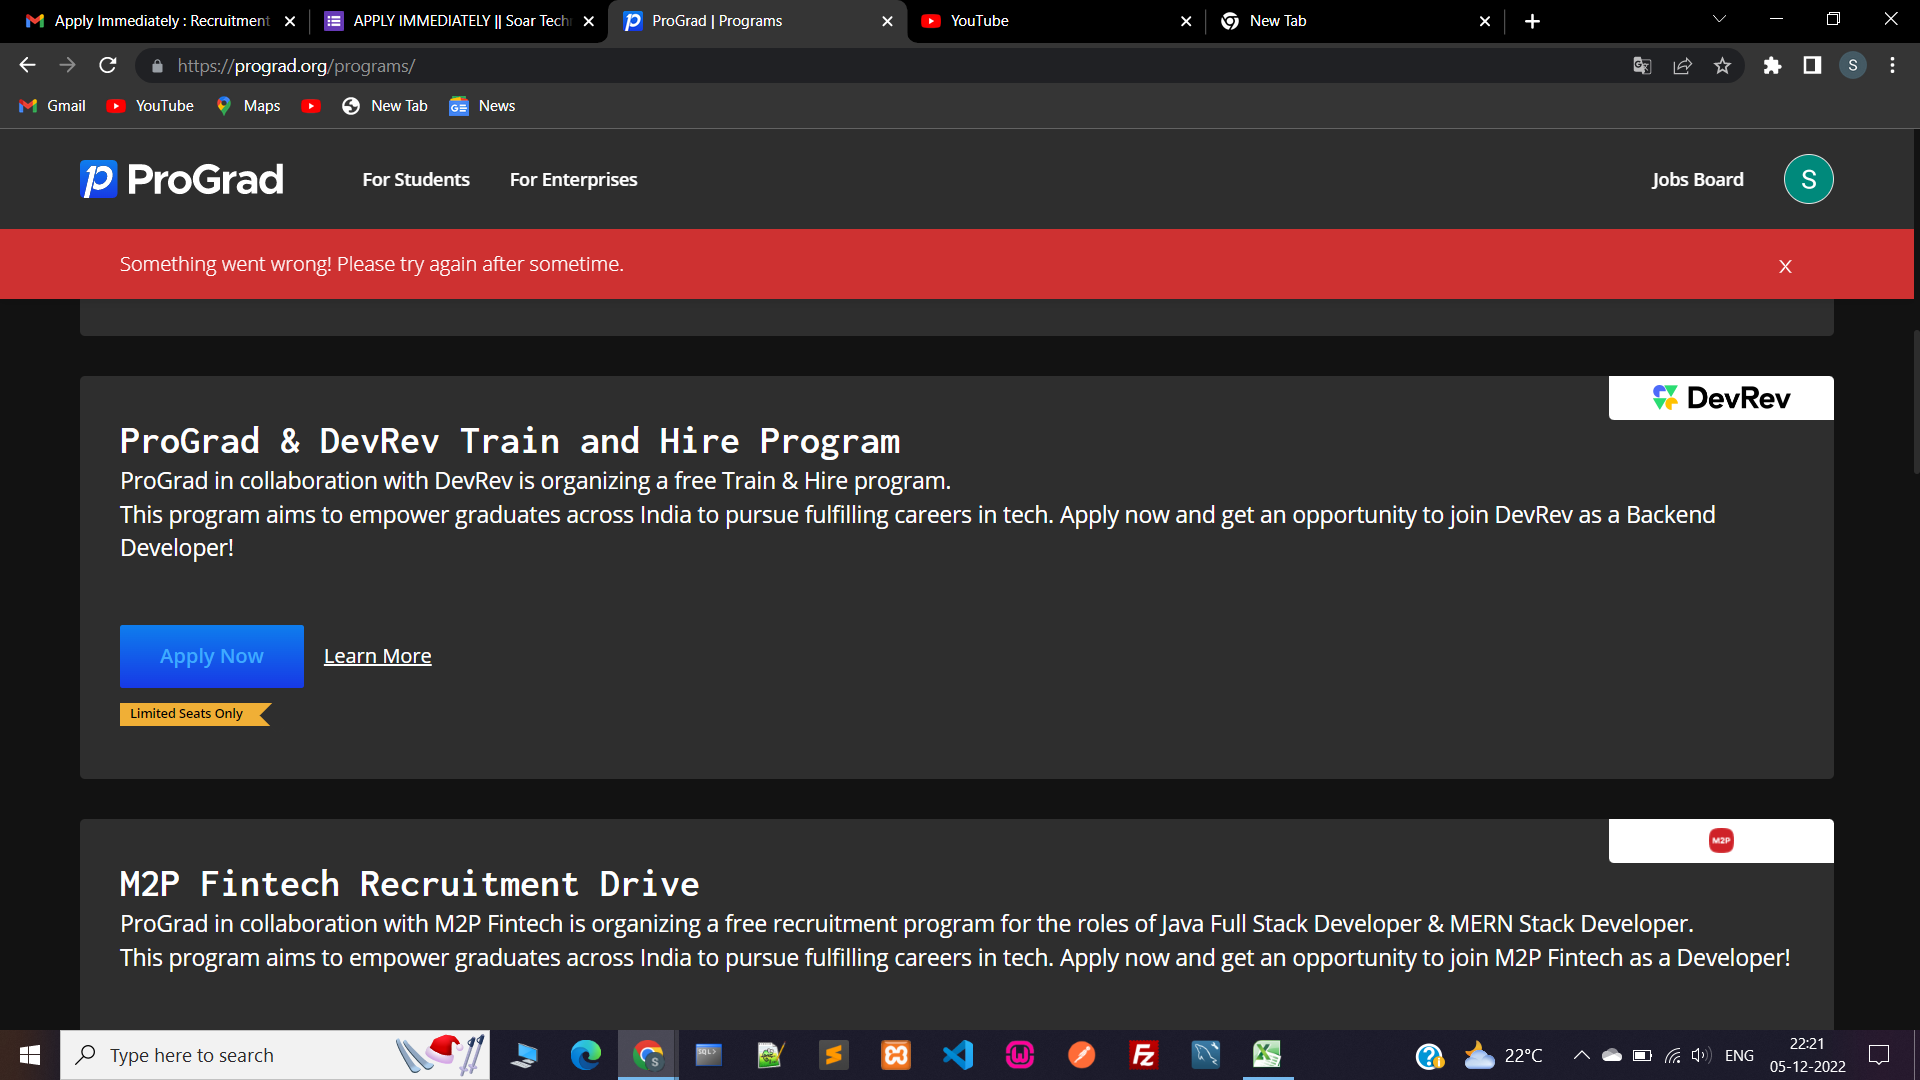 Apply Immediately : Recruitment
APPLY IMMEDIATELY || Soar Tech
ProGrad | Programs
YouTube
New Tab
https://prograd.org/programs/
S
Gmail
YouTube
Maps
New Tab
News
ProGrad
For Students
For Enterprises
Jobs Board
S
Something went wrong! Please try again after sometime.
X
DevRev
ProGrad & DevRev Train and Hire Program
ProGrad in collaboration with DevRev is organizing a free Train & Hire program.
This program aims to empower graduates across India to pursue fulfilling careers in tech. Apply now and get an opportunity to join DevRev as a Backend
Developer!
Apply Now
Learn More
Limited Seats Only
M2P
M2P Fintech Recruitment Drive
ProGrad in collaboration with M2P Fintech is organizing a free recruitment program for the roles of Java Full Stack Developer & MERN Stack Developer.
This program aims to empower graduates across India to pursue fulfilling careers in tech. Apply now and get an opportunity to join M2P Fintech as a Developer!
Type here to search
SQL>
22°C
ENG
22:21
05-12-2022